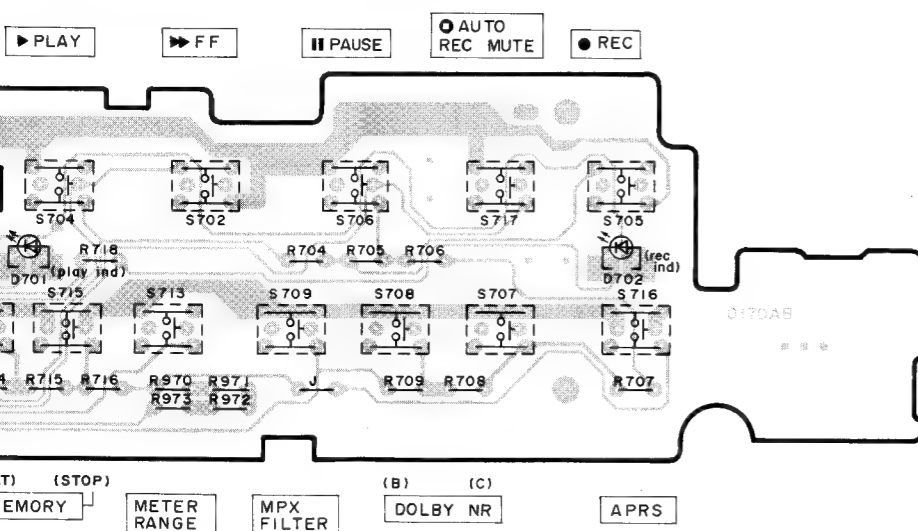 ▶ PLAY
▶▶ FF
❚❚ PAUSE
AUTO
REC MUTE
● REC
S704
S702
S706
S717
S705
D701
(play ind)
R718
R704
R705
R706
D702
(rec
ind)
S715
S713
S709
S708
S707
S716
0170AB
R715
R716
R970
R971
R973
R972
J
R709
R708
R707
(STOP)
(B)
(C)
EMORY
METER
RANGE
MPX
FILTER
DOLBY NR
APRS